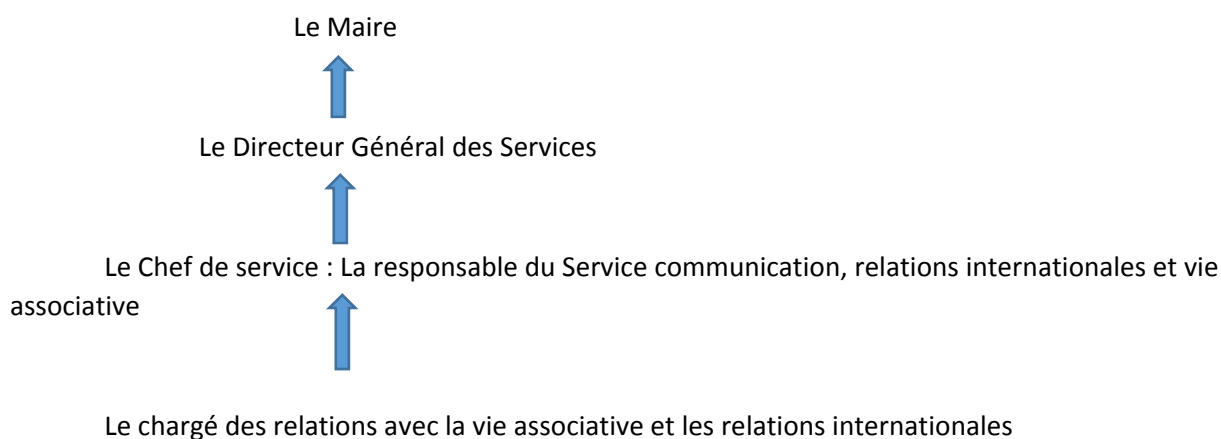 Le Maire
Le Directeur Général des Services
Le Chef de service : La responsable du Service communication, relations internationales et vie
associative
Le chargé des relations avec la vie associative et les relations internationales